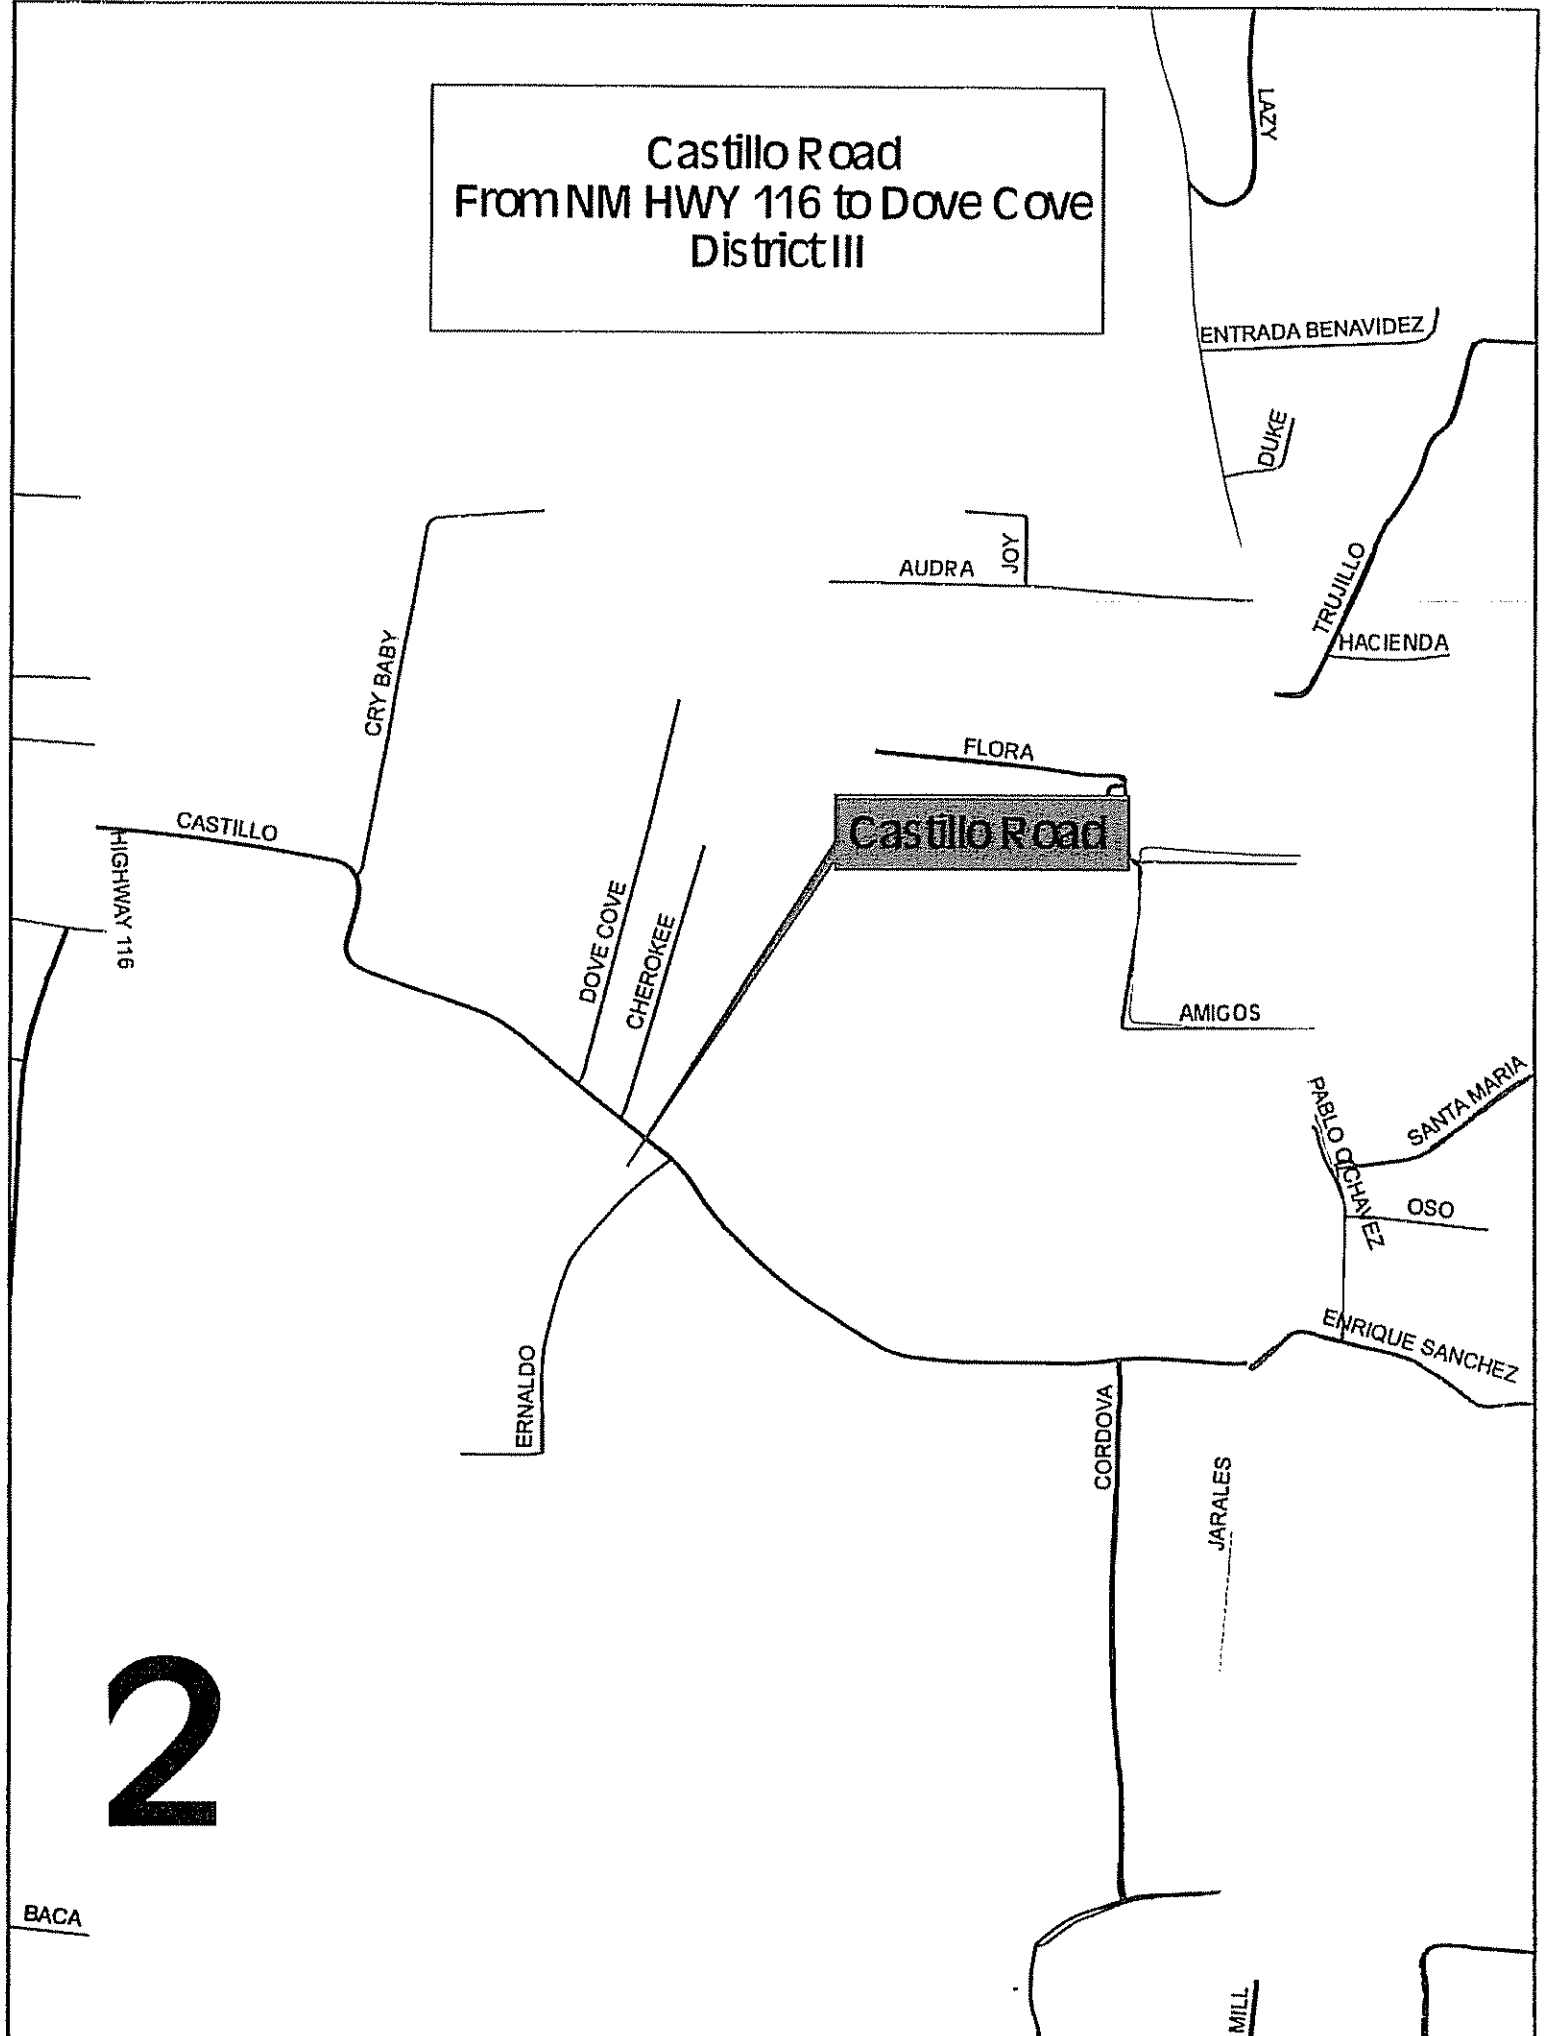 Castillo Road
From NM HWY 116 to Dove Cove
District III
LAZY
ENTRADA BENAVIDEZ
DUKE
JOY
AUDRA
TRUJILLO
HACIENDA
CRY BABY
FLORA
CASTILLO
Castillo Road
HIGHWAY 116
DOVE COVE
CHEROKEE
AMIGOS
SANTA MARIA
PABLO C CHAVEZ
OSO
ENRIQUE SANCHEZ
ERNALDO
CORDOVA
JARALES
2
BACA
MILL